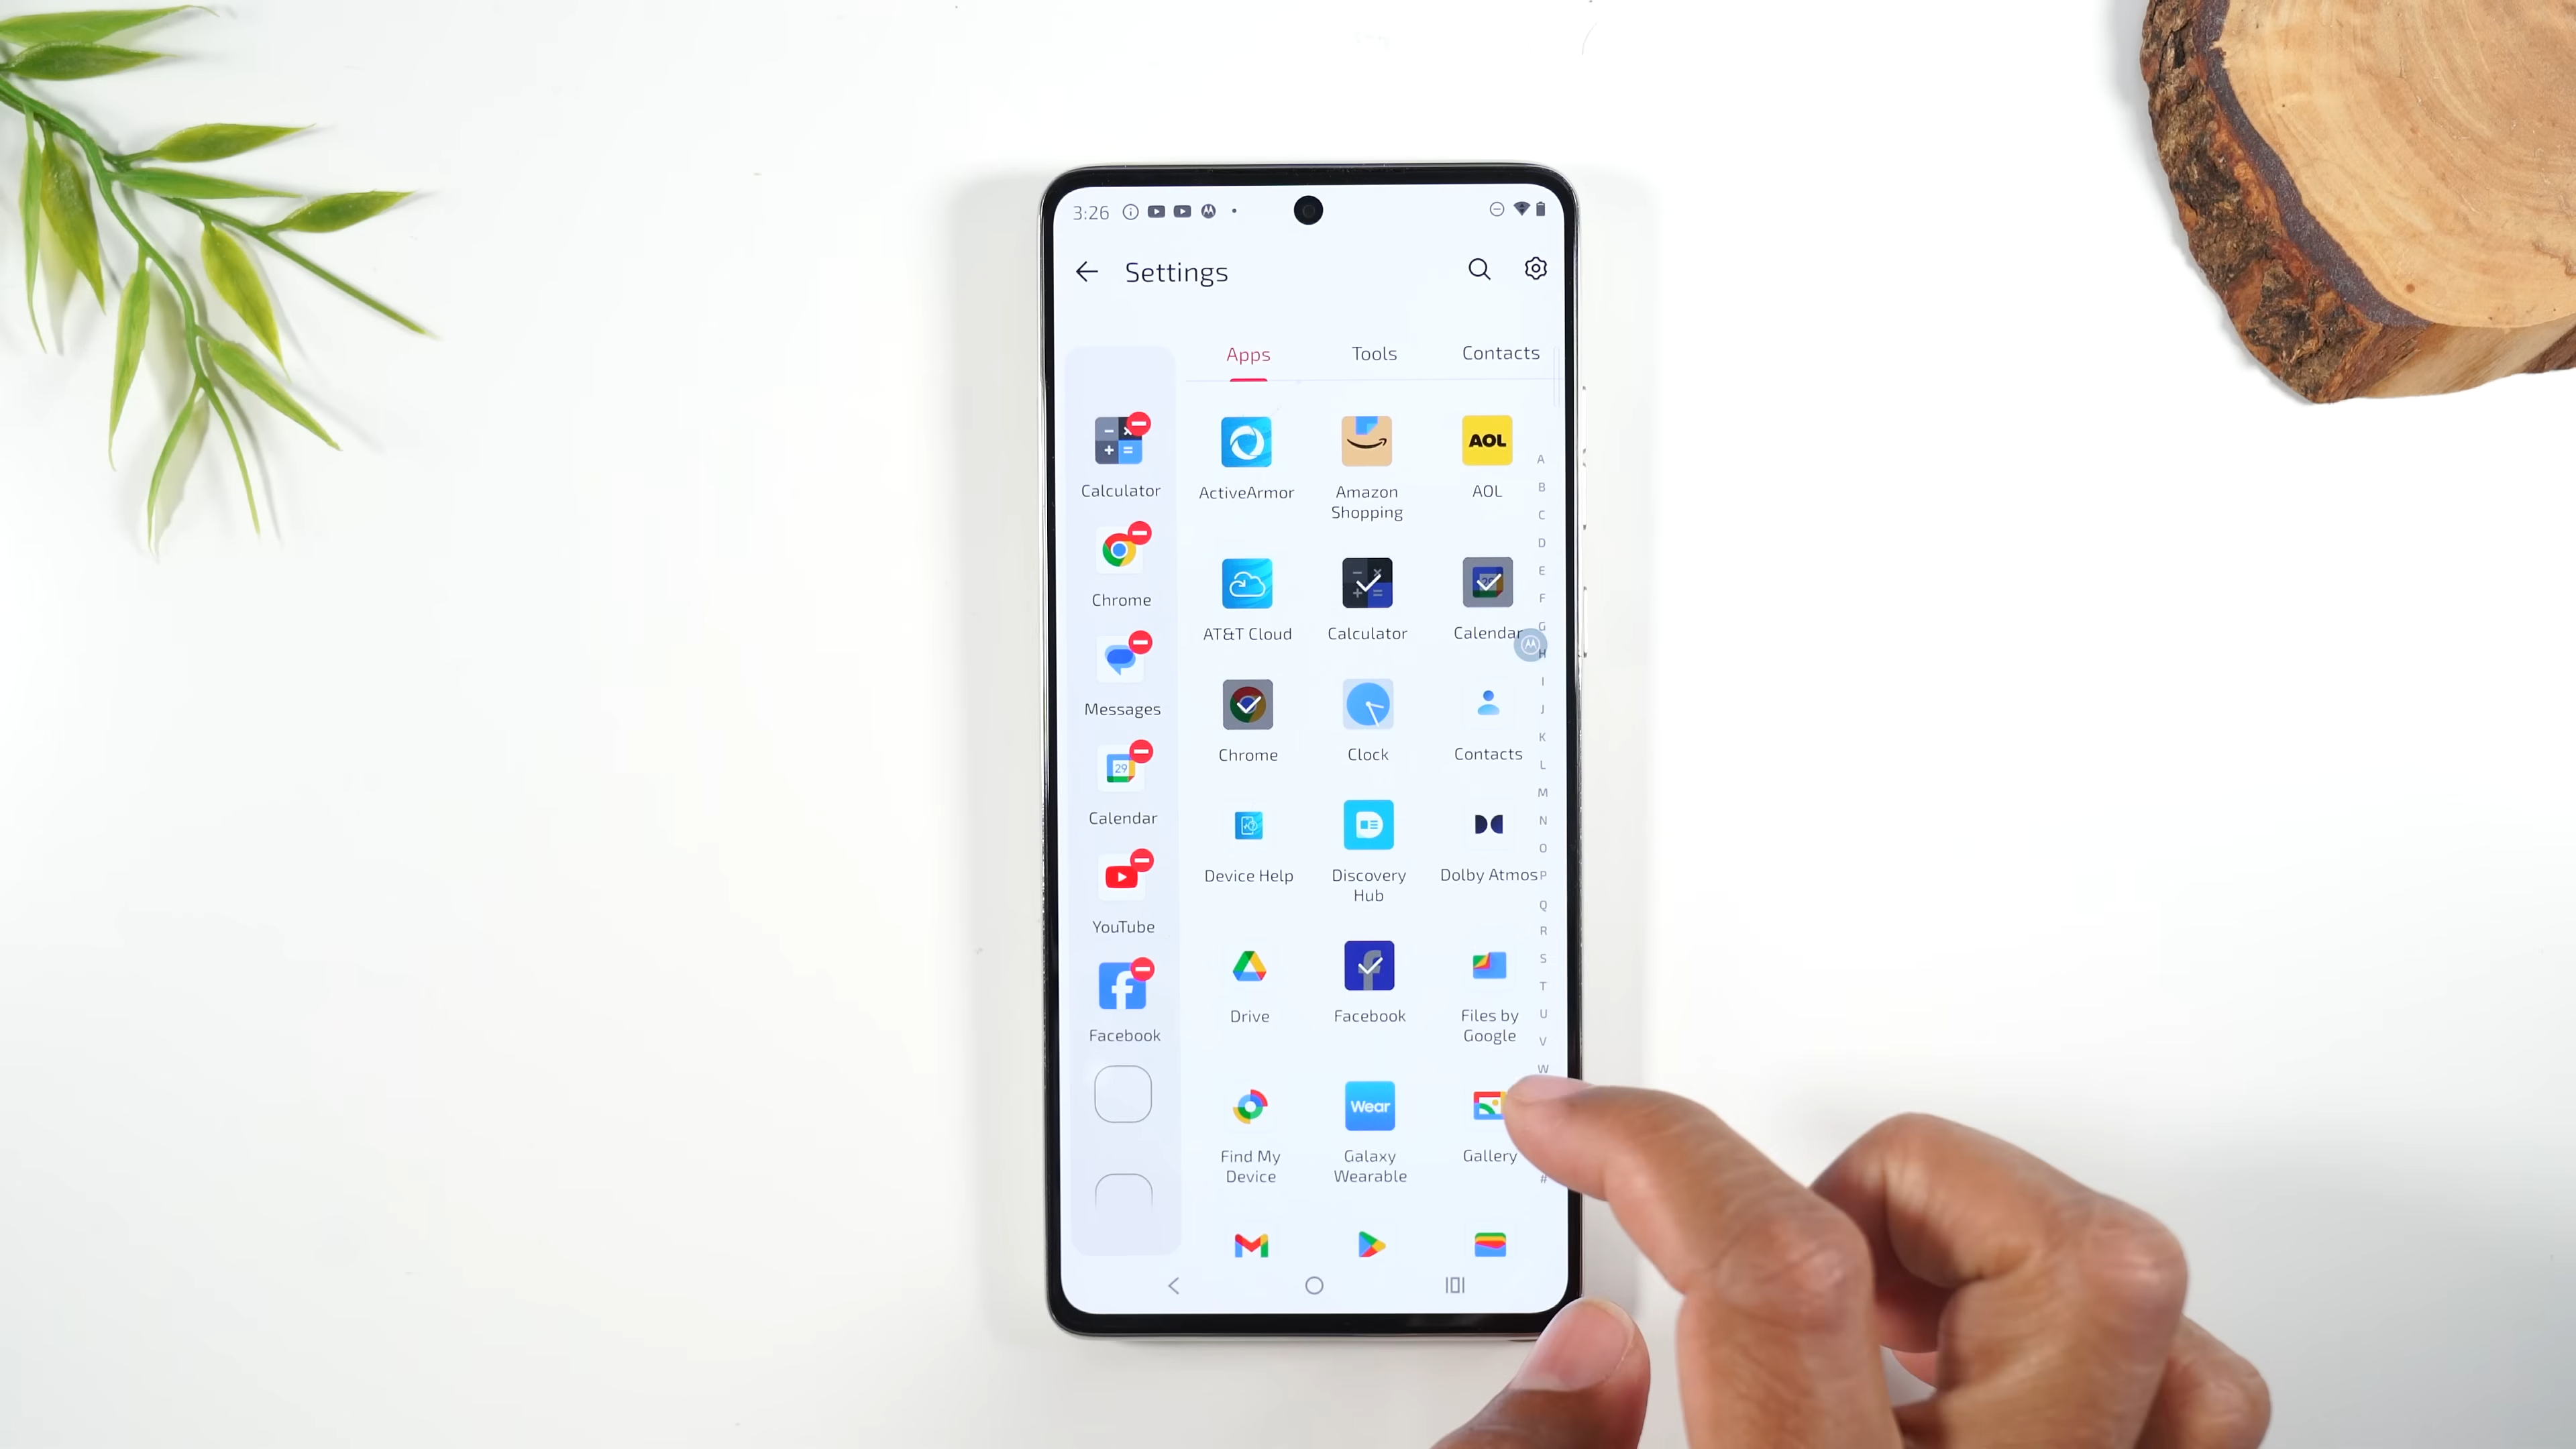 3:26
Settings
Apps Tools Contacts
Calculator
Chrome
Messages
Calendar
29
YouTube
Facebook
ActiveArmor
Amazon
Shopping
AOL
AOL
AT&T Cloud
Calculator
Calendar
Chrome
Clock
Contacts
Device Help
Discovery
Hub
Dolby Atmos
Drive
Facebook
Files by
Google
Find My
Device
Wear
Galaxy
Wearable
Gallery
A
B
C
D
E
F
G
H
I
J
K
L
M
N
O
P
Q
R
S
T
U
V
W
#